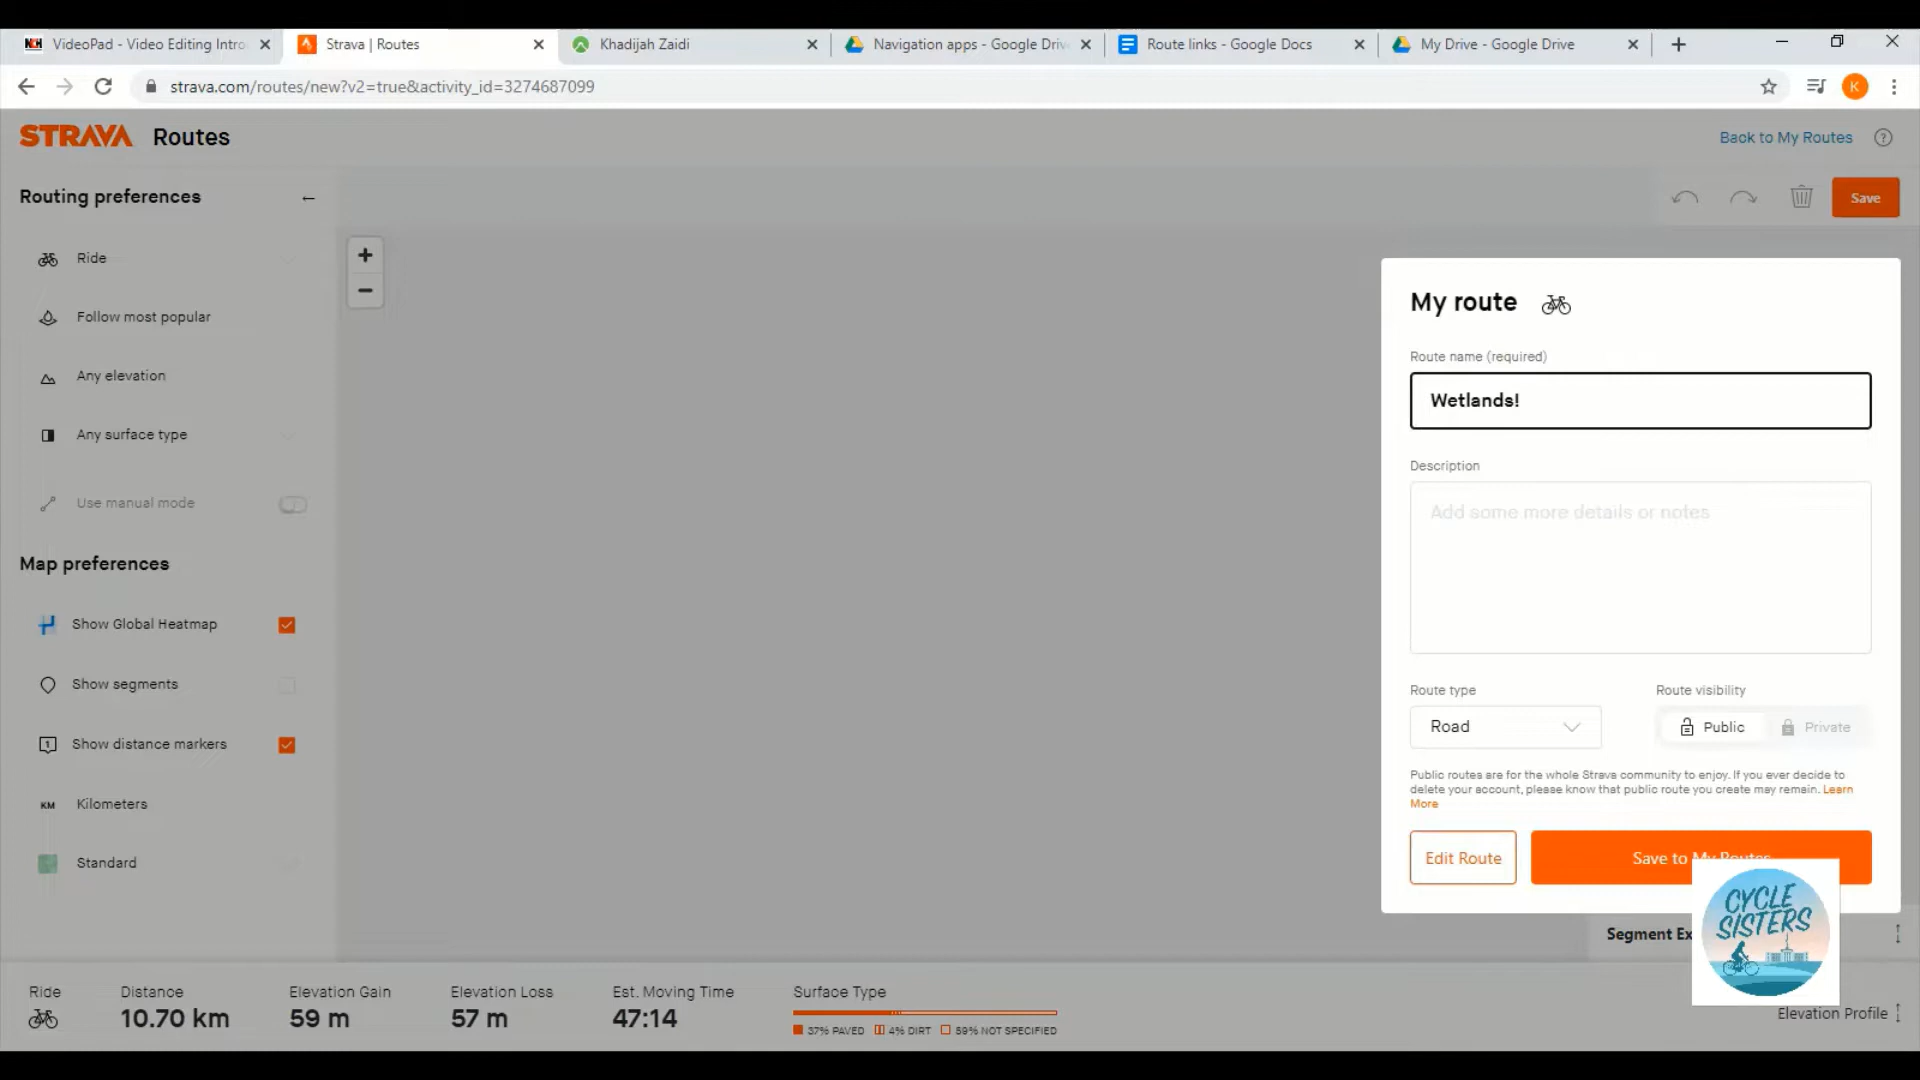 VideoPad - Video Editing Intro
Strava | Routes
Khadijah Zaidi
Navigation apps - Google Driv
Route links - Google Docs
My Drive - Google Drive
strava.com/routes/new?v2=true&activity_id=3274687099
K
STRAVA
Routes
Back to My Routes
Routing preferences
Save
Ride
Follow most popular
Any elevation
Any surface type
Use manual mode
Map preferences
Show Global Heatmap
Show segments
Show distance markers
KM Kilometers
Standard
My route
Route name (required)
Wetlands!
Description
Add some more details or notes
Route type
Route visibility
Road
Public
Private
Public routes are for the whole Strava community to enjoy. If you ever decide to
delete your account, please know that public route you create may remain. Learn
More
Edit Route
Save to My Routes
Segment Ex
CYCLE
SISTERS
Ride
Distance
10.70 km
Elevation Gain
59 m
Elevation Loss
57 m
Est. Moving Time
47:14
Surface Type
37% PAVED
4% DIRT
59% NOT SPECIFIED
Elevation Profile